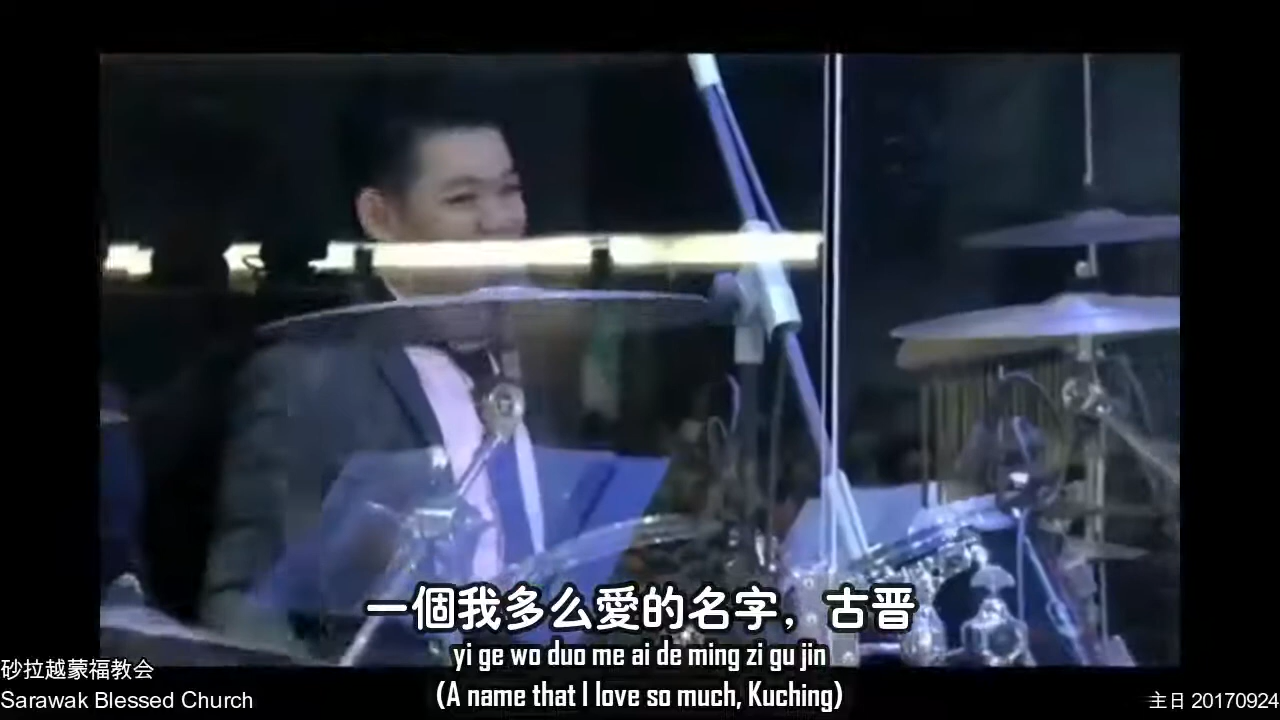 一個我多么愛的名字，古晋
yi ge wo duo me ai de ming zi gu jin
(A name that I love so much, Kuching)
砂拉越蒙福教会
Sarawak Blessed Church
主日 20170924